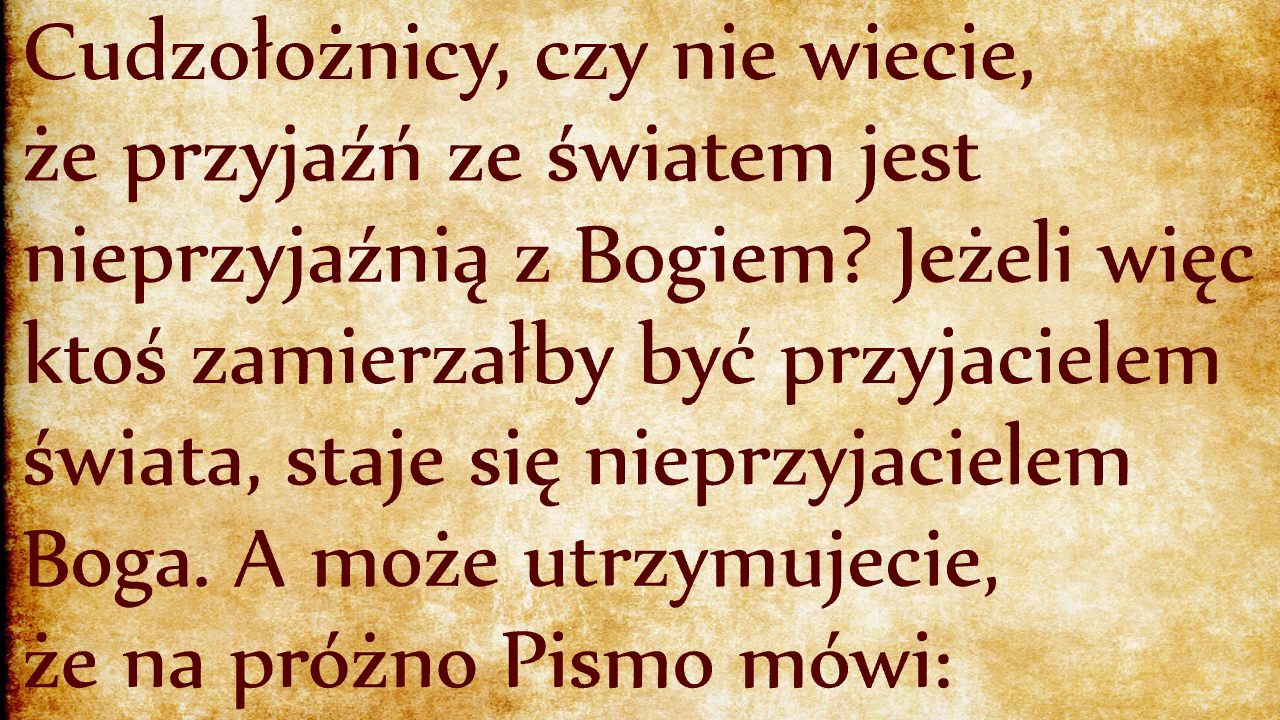 Cudzołożnicy, czy nie wiecie,
że przyjaźń ze światem jest
nieprzyjaźnią z Bogiem? Jeżeli więc
ktoś zamierzałby być przyjacielem
świata, staje się nieprzyjacielem
Boga. A może utrzymujecie,
że na próżno Pismo mówi: